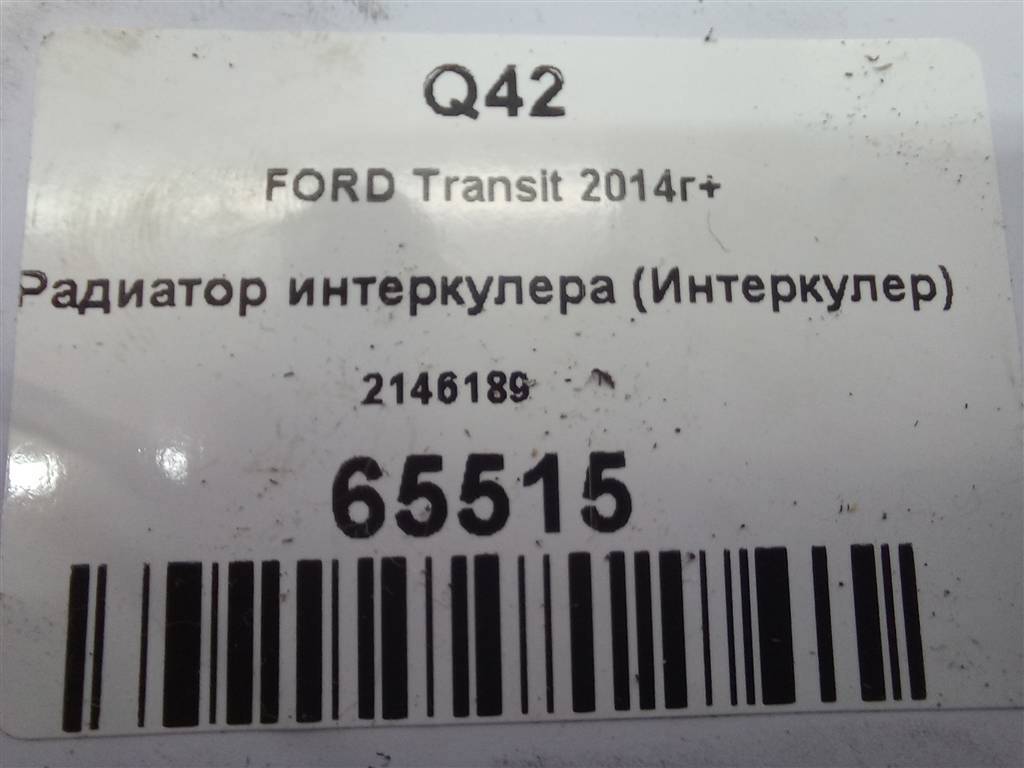 Q42
FORD Transit 2014г+
Радиатор интеркулера (Интеркулер)
2146189
65515